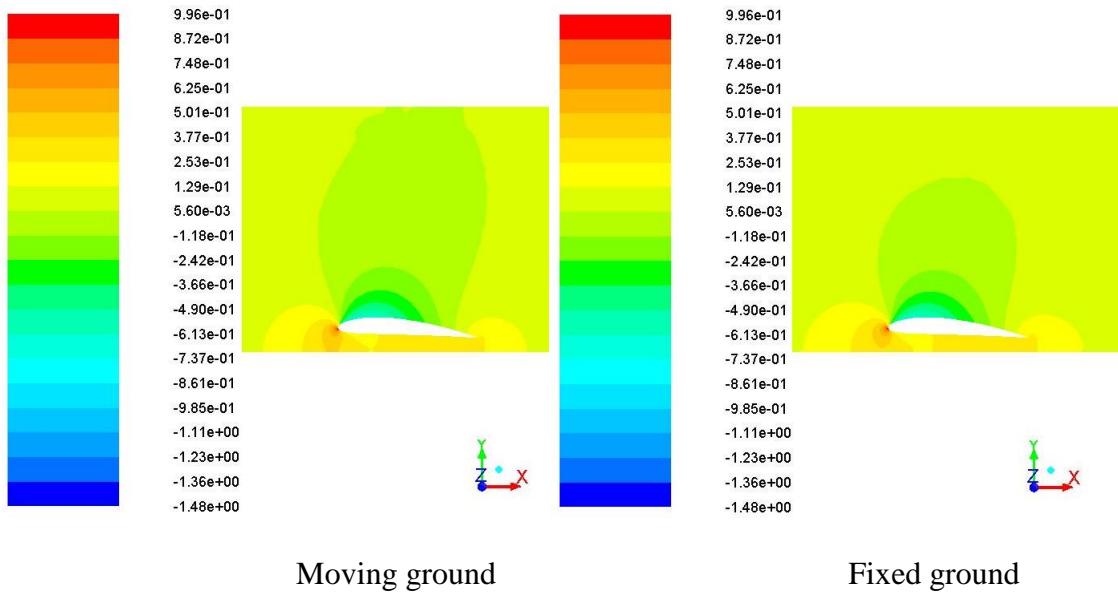 9.96e-01
8.72e-01
7.48e-01
6.25e-01
5.01e-01
3.77e-01
2.53e-01
1.29e-01
5.60e-03
-1.18e-01
-2.42e-01
-3.66e-01
-4.90e-01
-6.13e-01
-7.37e-01
-8.61e-01
-9.85e-01
-1.11e+00
-1.23e+00
-1.36e+00
-1.48e+00
Y
Z X
Moving ground
9.96e-01
8.72e-01
7.48e-01
6.25e-01
5.01e-01
3.77e-01
2.53e-01
1.29e-01
5.60e-03
-1.18e-01
-2.42e-01
-3.66e-01
-4.90e-01
-6.13e-01
-7.37e-01
-8.61e-01
-9.85e-01
-1.11e+00
-1.23e+00
-1.36e+00
-1.48e+00
Y
Z X
Fixed ground